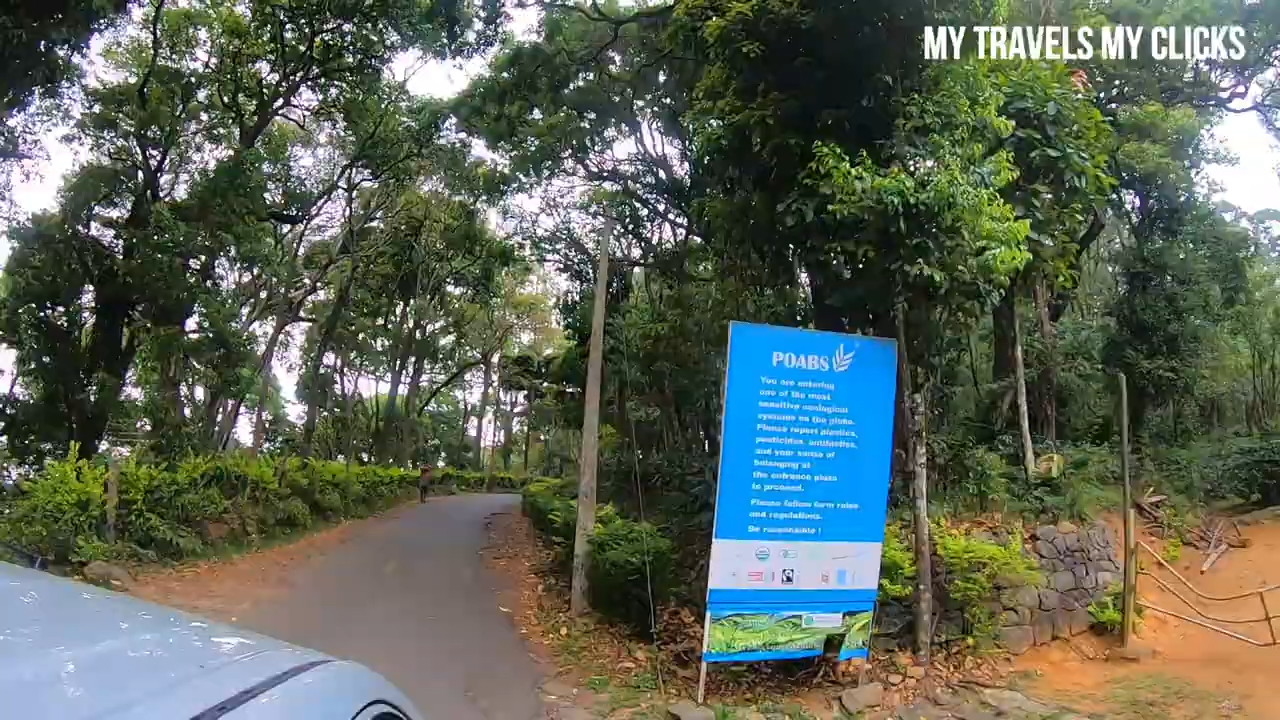 MY TRAVELS MY CLICKS
POABS
You are entering
one of the most
sensitive ecological
systems on the globe.
Please report plastics,
pesticides, antibiotics,
and your sense of
belonging at
the entrance plaza
to proceed.
Please follow farm rules
and regulations.
Be responsible !